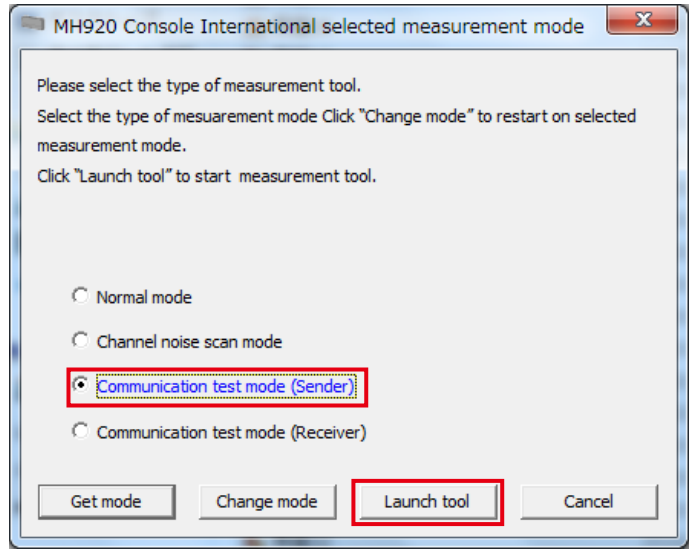 MH920 Console International selected measurement mode
Please select the type of measurement tool.
Select the type of mesuarement mode Click “Change mode” to restart on selected
measurement mode.
Click “Launch tool” to start measurement tool.
Normal mode
Channel noise scan mode
Communication test mode (Sender)
Communication test mode (Receiver)
Get mode Change mode Launch tool Cancel